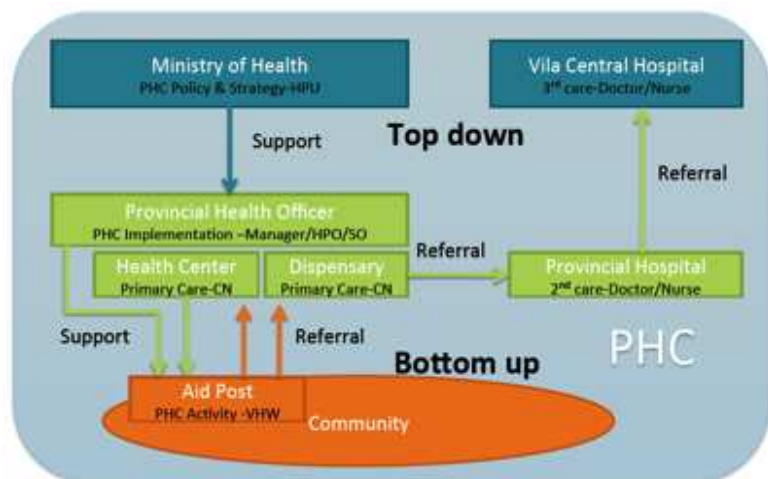 Ministry of Health
PHC Policy & Strategy-HPU
Vila Central Hospital
3rd care-Doctor/Nurse
Support
Top down
Referral
Provincial Health Officer
PHC Implementation –Manager/HPO/SO
Health Center
Primary Care-CN
Dispensary
Primary Care-CN
Referral
Provincial Hospital
2nd care-Doctor/Nurse
Support
Referral
PHC
Bottom up
Aid Post
PHC Activity -VHW
Community